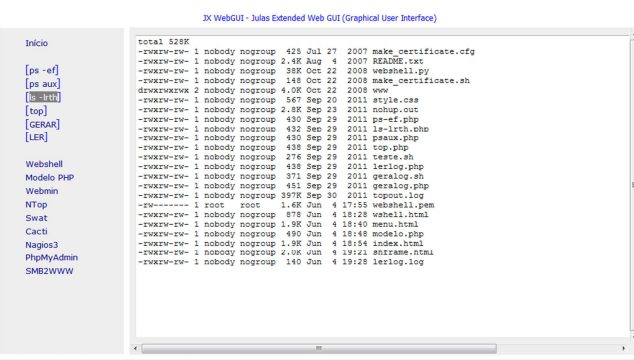 JX WebGUI - Julas Extended Web GUI (Graphical User Interface)
Início
[ps -ef]
[ps aux]
[ls -lrth]
[top]
[GERAR]
[LER]
Webshell
Modelo PHP
Webmin
NTop
Swat
Cacti
Nagios3
PhpMyAdmin
SMB2WWW
total 528K
-rwxrw-rw- 1 nobody nogroup  425 Jul 27  2007 make_certificate.cfg
-rwxrw-rw- 1 nobody nogroup 2.4K Aug  4  2007 README.txt
-rwxrw-rw- 1 nobody nogroup  38K Oct 22  2008 webshell.py
-rwxrw-rw- 1 nobody nogroup  148 Oct 22  2008 make_certificate.sh
drwxrwxrwx 2 nobody nogroup 4.0K Oct 22  2008 www
-rwxrw-rw- 1 nobody nogroup  567 Sep 20  2011 style.css
-rwxrw-rw- 1 nobody nogroup 2.8K Sep 23  2011 nohup.out
-rwxrw-rw- 1 nobody nogroup  430 Sep 29  2011 ps-ef.php
-rwxrw-rw- 1 nobody nogroup  432 Sep 29  2011 ls-lrth.php
-rwxrw-rw- 1 nobody nogroup  430 Sep 29  2011 psaux.php
-rwxrw-rw- 1 nobody nogroup  438 Sep 29  2011 top.php
-rwxrw-rw- 1 nobody nogroup  276 Sep 29  2011 teste.sh
-rwxrw-rw- 1 nobody nogroup  438 Sep 29  2011 lerlog.php
-rwxrw-rw- 1 nobody nogroup  371 Sep 29  2011 geralog.sh
-rwxrw-rw- 1 nobody nogroup  451 Sep 29  2011 geralog.php
-rwxrw-rw- 1 nobody nogroup 397K Sep 30  2011 topout.log
-rw------- 1 root   root    1.6K Jun  4 17:55 webshell.pem
-rwxrw-rw- 1 nobody nogroup  878 Jun  4 18:28 wshell.html
-rwxrw-rw- 1 nobody nogroup 1.9K Jun  4 18:40 menu.html
-rwxrw-rw- 1 nobody nogroup  490 Jun  4 18:48 modelo.php
-rwxrw-rw- 1 nobody nogroup 1.9K Jun  4 18:54 index.html
-rwxrw-rw- 1 nobody nogroup 2.0K Jun  4 19:21 shframe.html
-rwxrw-rw- 1 nobody nogroup  140 Jun  4 19:28 lerlog.log